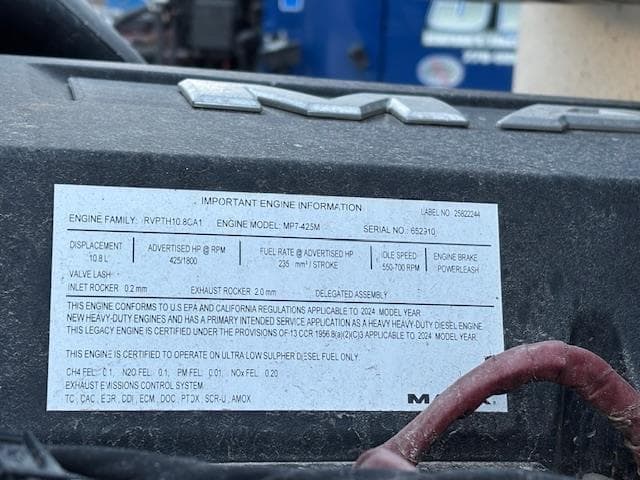 IMPORTANT ENGINE INFORMATION
LABEL NO. 25822244
ENGINE FAMILY: RVPTH10.8CA1 ENGINE MODEL: MP7-425M SERIAL NO.: 652910
DISPLACEMENT ADVERTISED HP @ RPM FUEL RATE @ ADVERTISED HP IDLE SPEED ENGINE BRAKE
10.8 L 425/1800 235 mm³ / STROKE 550-700 RPM POWERLEASH
VALVE LASH
INLET ROCKER 0.2 mm EXHAUST ROCKER 2.0 mm DELEGATED ASSEMBLY
THIS ENGINE CONFORMS TO U.S EPA AND CALIFORNIA REGULATIONS APPLICABLE TO 2024 MODEL YEAR
NEW HEAVY-DUTY ENGINES AND HAS A PRIMARY INTENDED SERVICE APPLICATION AS A HEAVY HEAVY-DUTY DIESEL ENGINE.
THIS LEGACY ENGINE IS CERTIFIED UNDER THE PROVISIONS OF 13 CCR 1956.8(a)(2)(C)3 APPLICABLE TO 2024 MODEL YEAR.
THIS ENGINE IS CERTIFIED TO OPERATE ON ULTRA LOW SULPHER DIESEL FUEL ONLY.
CH4 FEL: 0.1, N2O FEL: 0.1, PM FEL: 0.01, NOx FEL: 0.20
EXHAUST EMISSIONS CONTROL SYSTEM
TC, CAC, EGR, DDI, ECM, DOC, PTOX, SCR-U, AMOX